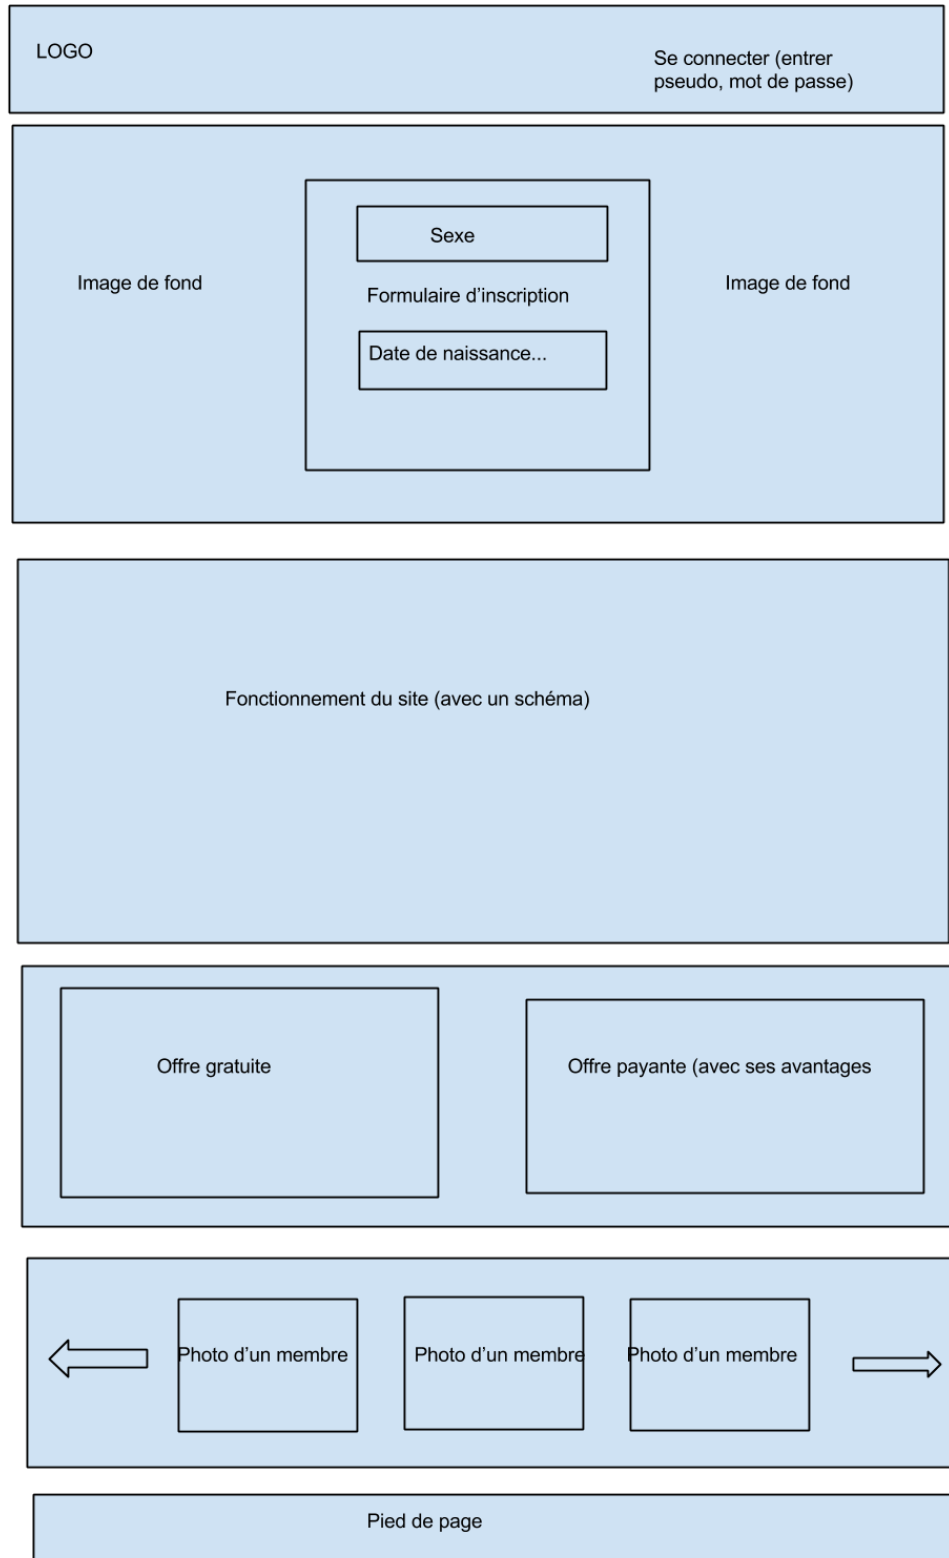 LOGO
Se connecter (entrer
pseudo, mot de passe)
Sexe
Image de fond
Formulaire d'inscription
Image de fond
Date de naissance...
Fonctionnement du site (avec un schéma)
Offre gratuite
Offre payante (avec ses avantages
Photo d'un membre
Photo d'un membre
Photo d'un membre
Pied de page